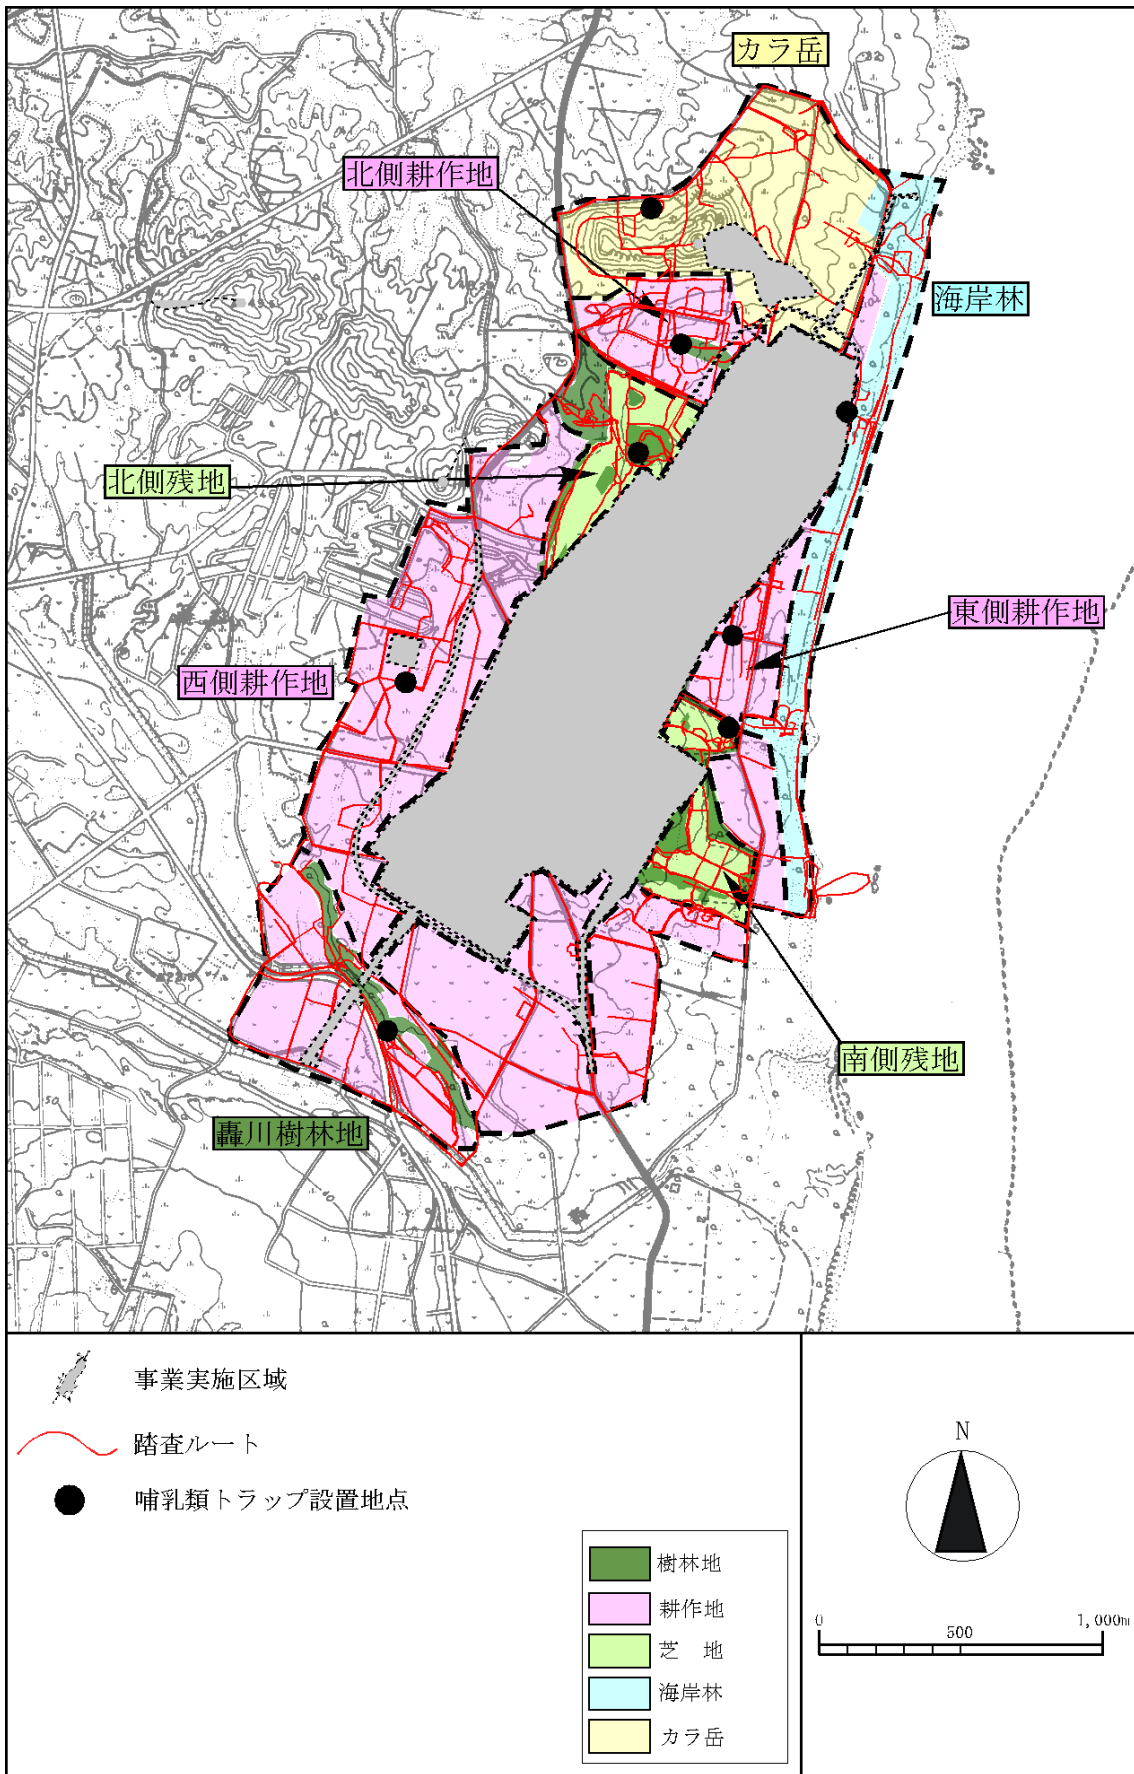 カラ岳
北側耕作地
海岸林
北側残地
東側耕作地
西側耕作地
南側残地
轟川樹林地
事業実施区域
踏査ルート
哺乳類トラップ設置地点
N
樹林地
耕作地
芝 地
海岸林
カラ岳
0
500
1,000m